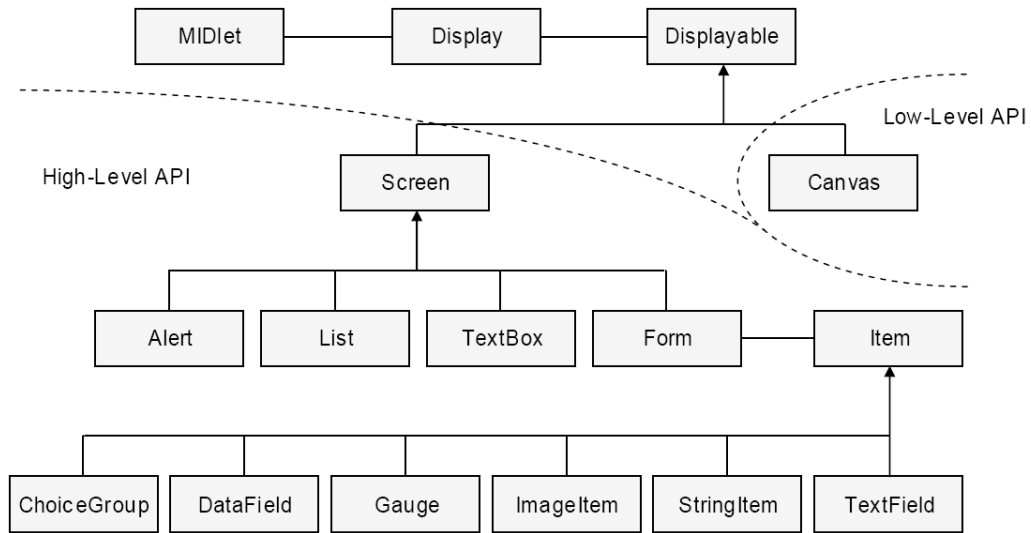 MIDlet
Display
Displayable
Low-Level API
High-Level API
Screen
Canvas
Alert
List
TextBox
Form
Item
ChoiceGroup
DataField
Gauge
ImageItem
StringItem
TextField